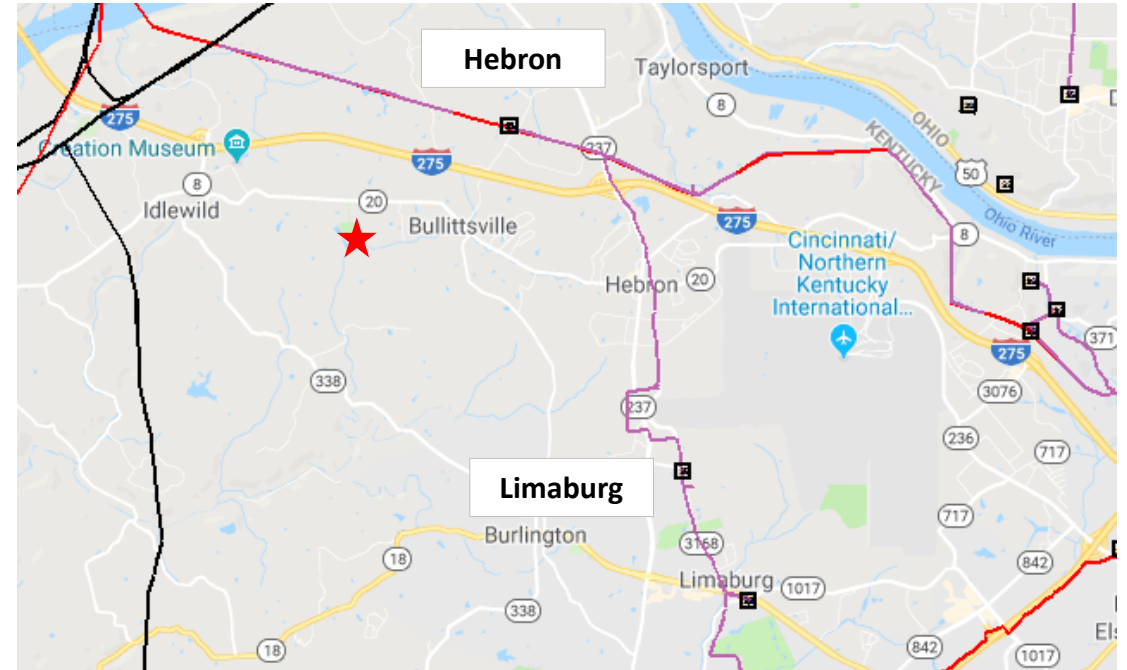 Hebron
Taylorsport
8
275
237
OHIO
KENTUCKY
50
Creation Museum
275
8
Idlewild
20
Bullittsville
275
8
Ohio River
Cincinnati/
Northern
Kentucky
International...
Hebron
20
371
275
338
3076
237
236
717
Limaburg
Burlington
717
18
3168
842
Limaburg
1017
338
18
842
1017